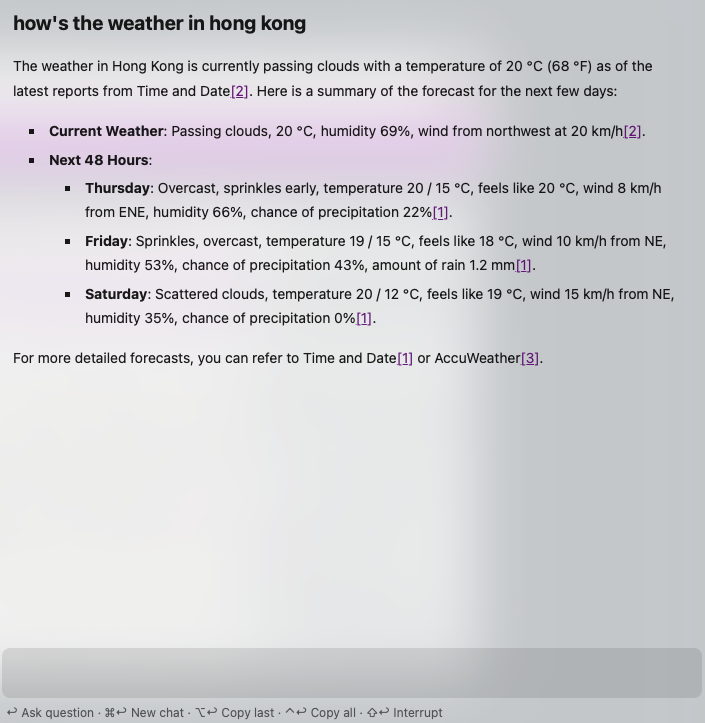 how's the weather in hong kong
The weather in Hong Kong is currently passing clouds with a temperature of 20 °C (68 °F) as of the
latest reports from Time and Date[2]. Here is a summary of the forecast for the next few days:
▪ Current Weather: Passing clouds, 20 °C, humidity 69%, wind from northwest at 20 km/h[2].
▪ Next 48 Hours:
▪ Thursday: Overcast, sprinkles early, temperature 20 / 15 °C, feels like 20 °C, wind 8 km/h
from ENE, humidity 66%, chance of precipitation 22%[1].
▪ Friday: Sprinkles, overcast, temperature 19 / 15 °C, feels like 18 °C, wind 10 km/h from NE,
humidity 53%, chance of precipitation 43%, amount of rain 1.2 mm[1].
▪ Saturday: Scattered clouds, temperature 20 / 12 °C, feels like 19 °C, wind 15 km/h from NE,
humidity 35%, chance of precipitation 0%[1].
For more detailed forecasts, you can refer to Time and Date[1] or AccuWeather[3].
↩ Ask question · ⌘↩ New chat · ⌥↩ Copy last · ^↩ Copy all · ⇧↩ Interrupt